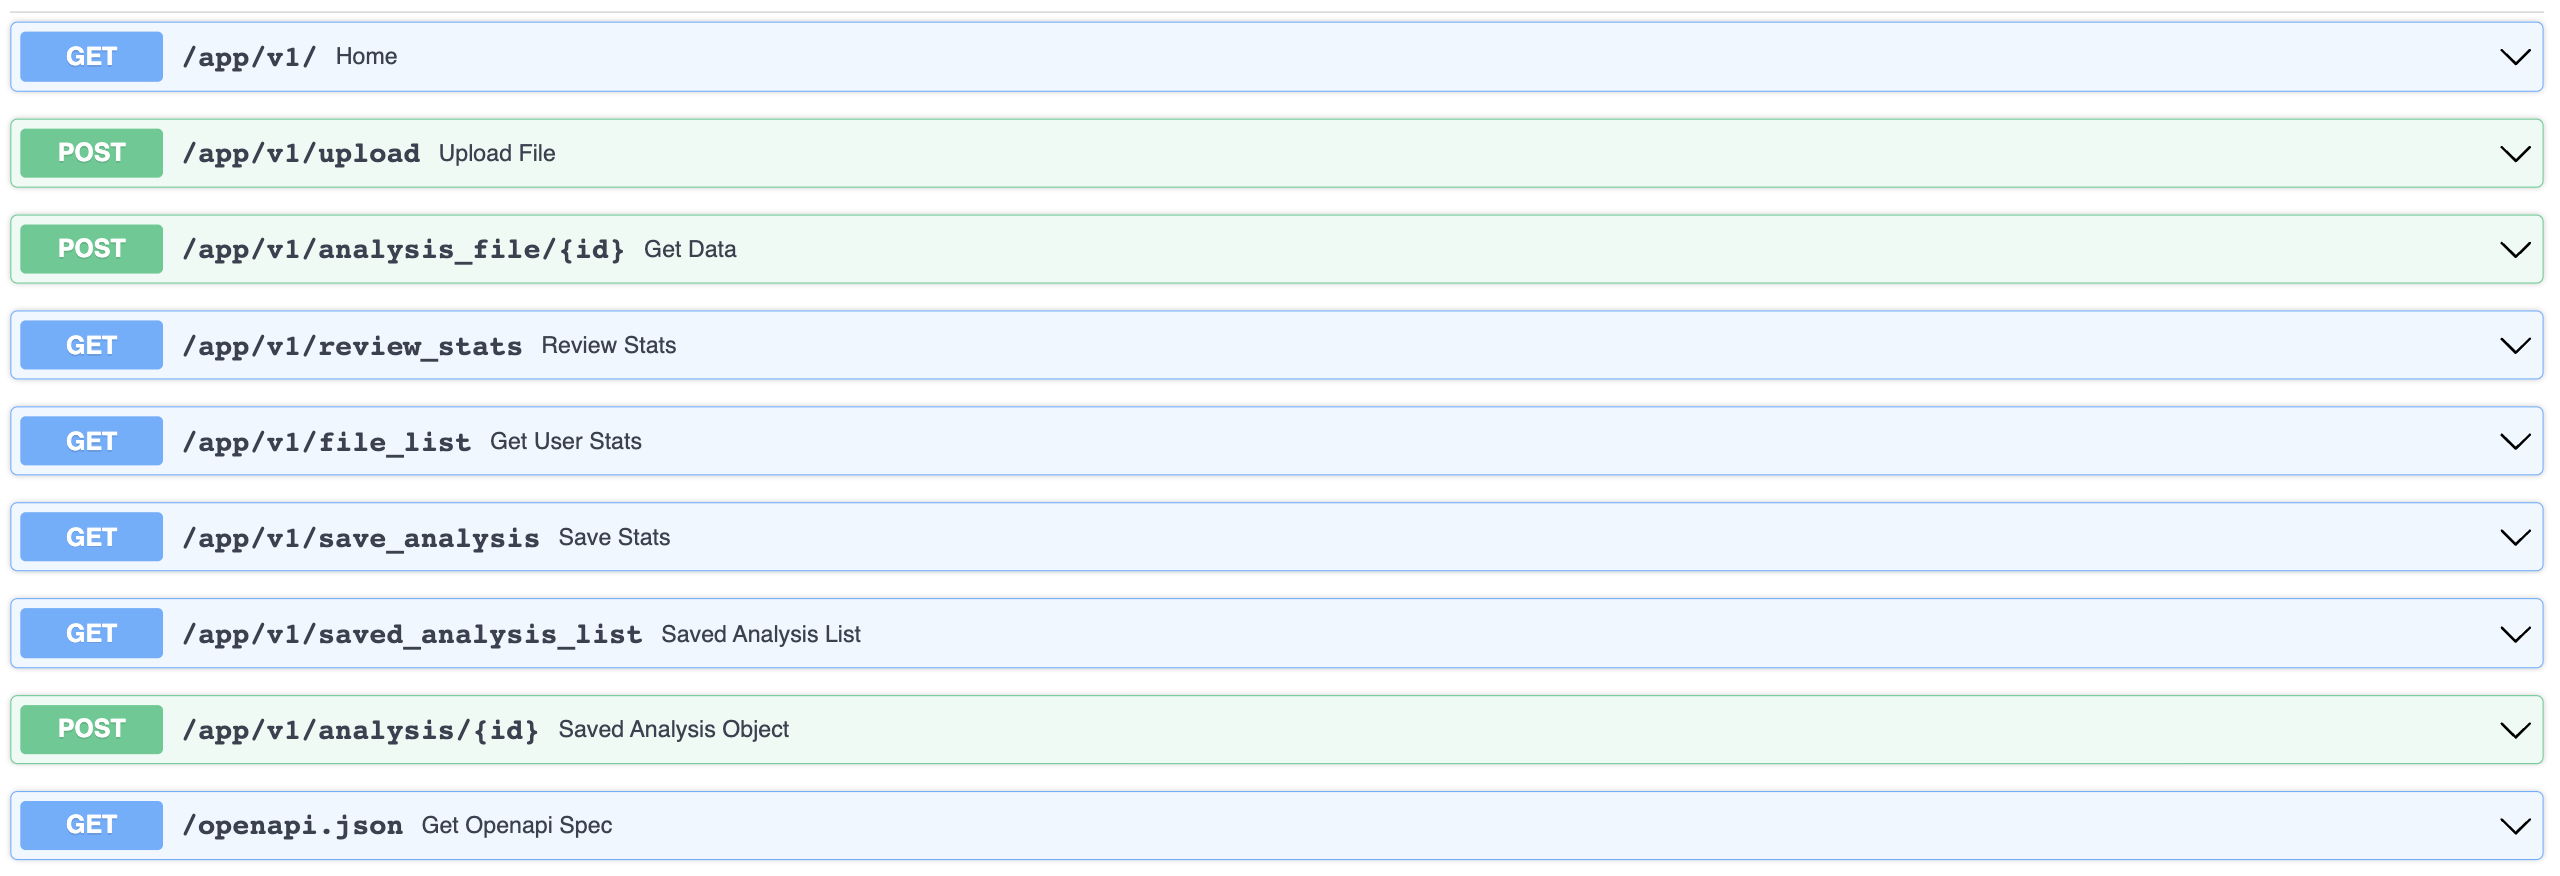 GET /app/v1/ Home
POST /app/v1/upload Upload File
POST /app/v1/analysis_file/{id} Get Data
GET /app/v1/review_stats Review Stats
GET /app/v1/file_list Get User Stats
GET /app/v1/save_analysis Save Stats
GET /app/v1/saved_analysis_list Saved Analysis List
POST /app/v1/analysis/{id} Saved Analysis Object
GET /openapi.json Get Openapi Spec